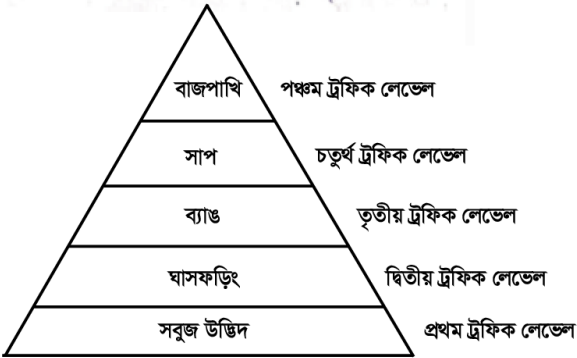 বাজপাখি পঞ্চম ট্রফিক লেভেল
সাপ চতুর্থ ট্রফিক লেভেল
ব্যাঙ তৃতীয় ট্রফিক লেভেল
ঘাসফড়িং দ্বিতীয় ট্রফিক লেভেল
সবুজ উদ্ভিদ প্রথম ট্রফিক লেভেল